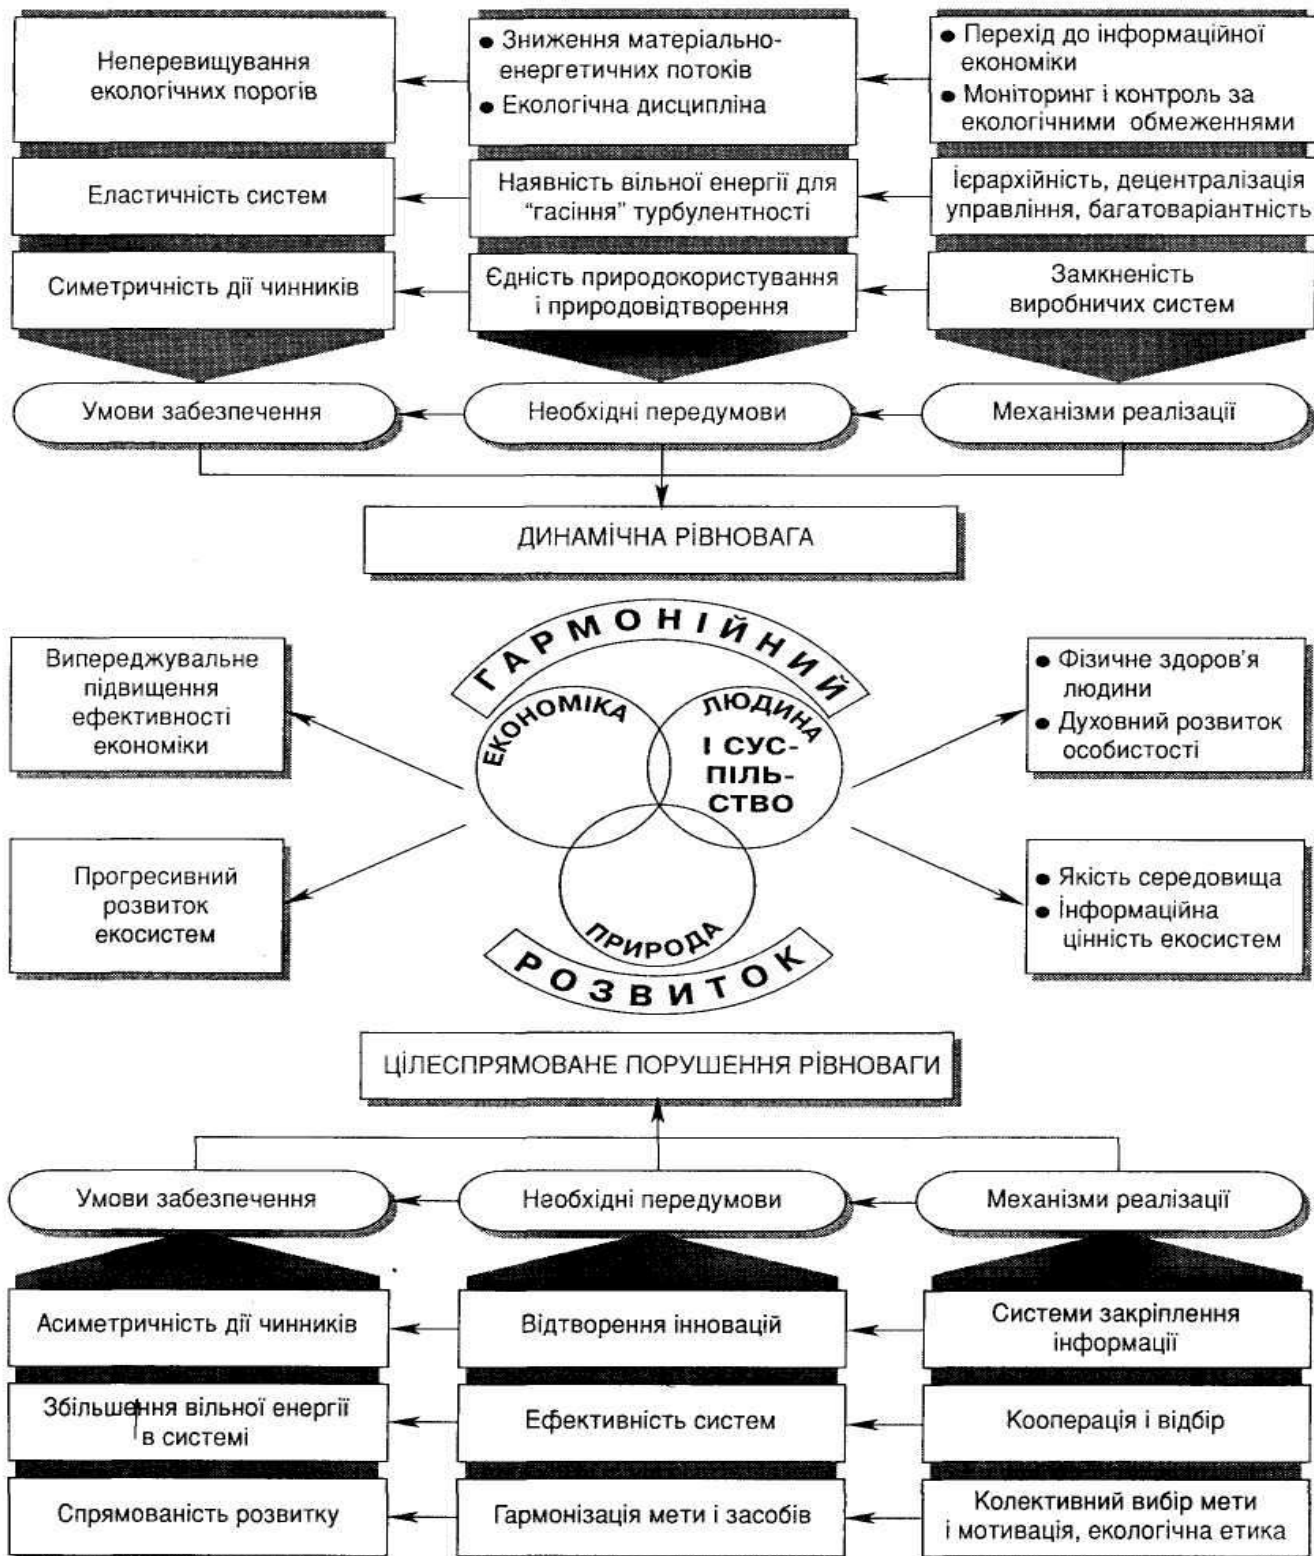 Неперевищування
екологічних порогів
● Зниження матеріально-
енергетичних потоків
● Екологічна дисципліна
● Перехід до інформаційної
економіки
● Моніторинг і контроль за
екологічними обмеженнями
Еластичність систем
Наявність вільної енергії для
“гасіння” турбулентності
Ієрархійність, децентралізація
управління, багатоваріантність
Симетричність дії чинників
Єдність природокористування
і природовідтворення
Замкненість
виробничих систем
Умови забезпечення
Необхідні передумови
Механізми реалізації
ДИНАМІЧНА РІВНОВАГА
ГАРМОНІЙНИЙ
Випереджувальне
підвищення
ефективності
економіки
ЕКОНОМІКА
ЛЮДИНА
І СУС-
ПІЛЬ-
СТВО
● Фізичне здоров'я
людини
● Духовний розвиток
особистості
Прогресивний
розвиток
екосистем
ПРИРОДА
● Якість середовища
● Інформаційна
цінність екосистем
РОЗВИТОК
ЦІЛЕСПРЯМОВАНЕ ПОРУШЕННЯ РІВНОВАГИ
Умови забезпечення
Необхідні передумови
Механізми реалізації
Асиметричність дії чинників
Відтворення інновацій
Системи закріплення
інформації
Збільшення вільної енергії
в системі
Ефективність систем
Кооперація і відбір
Спрямованість розвитку
Гармонізація мети і засобів
Колективний вибір мети
і мотивація, екологічна етика